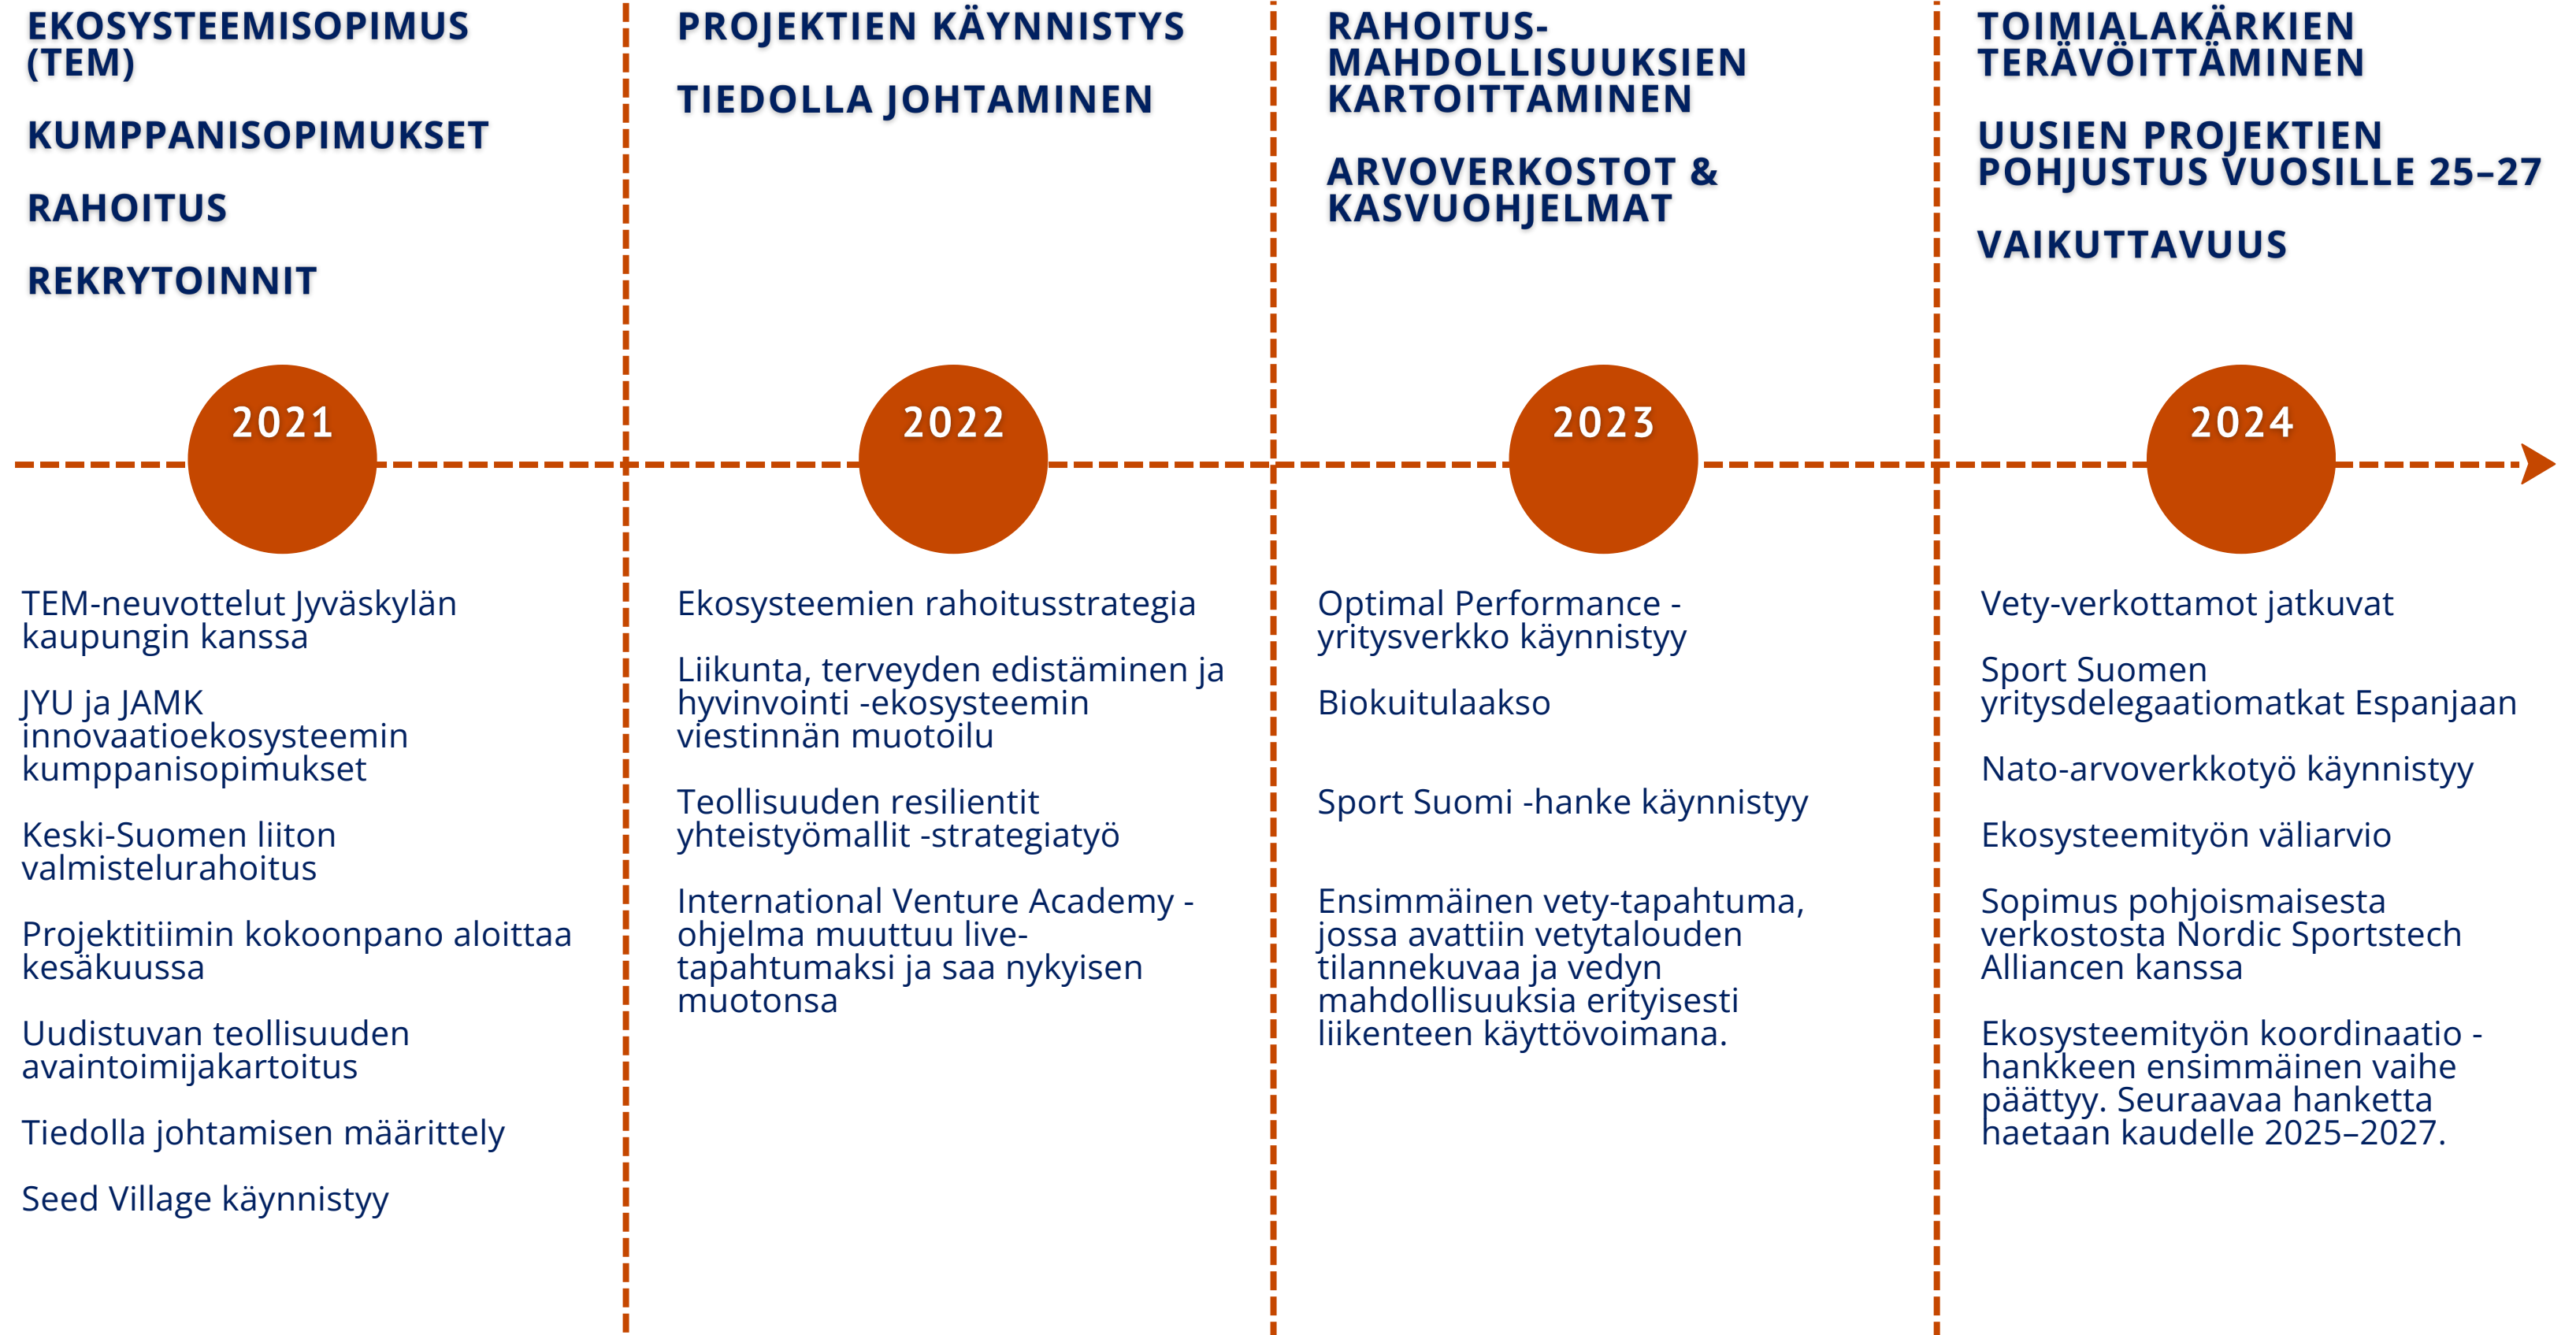 EKOSYSTEEMISOPIMUS
(TEM)
KUMPPANISOPIMUKSET
RAHOITUS
REKRYTOINNIT
2021
TEM-neuvottelut Jyväskylän
kaupungin kanssa
JYU ja JAMK
innovaatioekosysteemin
kumppanisopimukset
Keski-Suomen liiton
valmistelurahoitus
Projektitiimin kokoonpano aloittaa
kesäkuussa
Uudistuvan teollisuuden
avaintoimijakartoitus
Tiedolla johtamisen määrittely
Seed Village käynnistyy
PROJEKTIEN KÄYNNISTYS
TIEDOLLA JOHTAMINEN
2022
Ekosysteemien rahoitusstrategia
Liikunta, terveyden edistäminen ja
hyvinvointi -ekosysteemin
viestinnän muotoilu
Teollisuuden resilientit
yhteistyömallit -strategiatyö
International Venture Academy -
ohjelma muuttuu live-
tapahtumaksi ja saa nykyisen
muotonsa
RAHOITUS-
MAHDOLLISUUKSIEN
KARTOITTAMINEN
ARVOVERKOSTOT &
KASVUOHJELMAT
2023
Optimal Performance -
yritysverkko käynnistyy
Biokuitulaakso
Sport Suomi -hanke käynnistyy
Ensimmäinen vety-tapahtuma,
jossa avattiin vetytalouden
tilannekuvaa ja vedyn
mahdollisuuksia erityisesti
liikenteen käyttövoimana.
TOIMIALAKÄRKIEN
TERÄVÖITTÄMINEN
UUSIEN PROJEKTIEN
POHJUSTUS VUOSILLE 25–27
VAIKUTTAVUUS
2024
Vety-verkottamot jatkuvat
Sport Suomen
yritysdelegaatiomatkat Espanjaan
Nato-arvoverkkotyö käynnistyy
Ekosysteemityön väliarvio
Sopimus pohjoismaisesta
verkostosta Nordic Sportstech
Alliancen kanssa
Ekosysteemityön koordinaatio -
hankkeen ensimmäinen vaihe
päättyy. Seuraavaa hanketta
haetaan kaudelle 2025–2027.